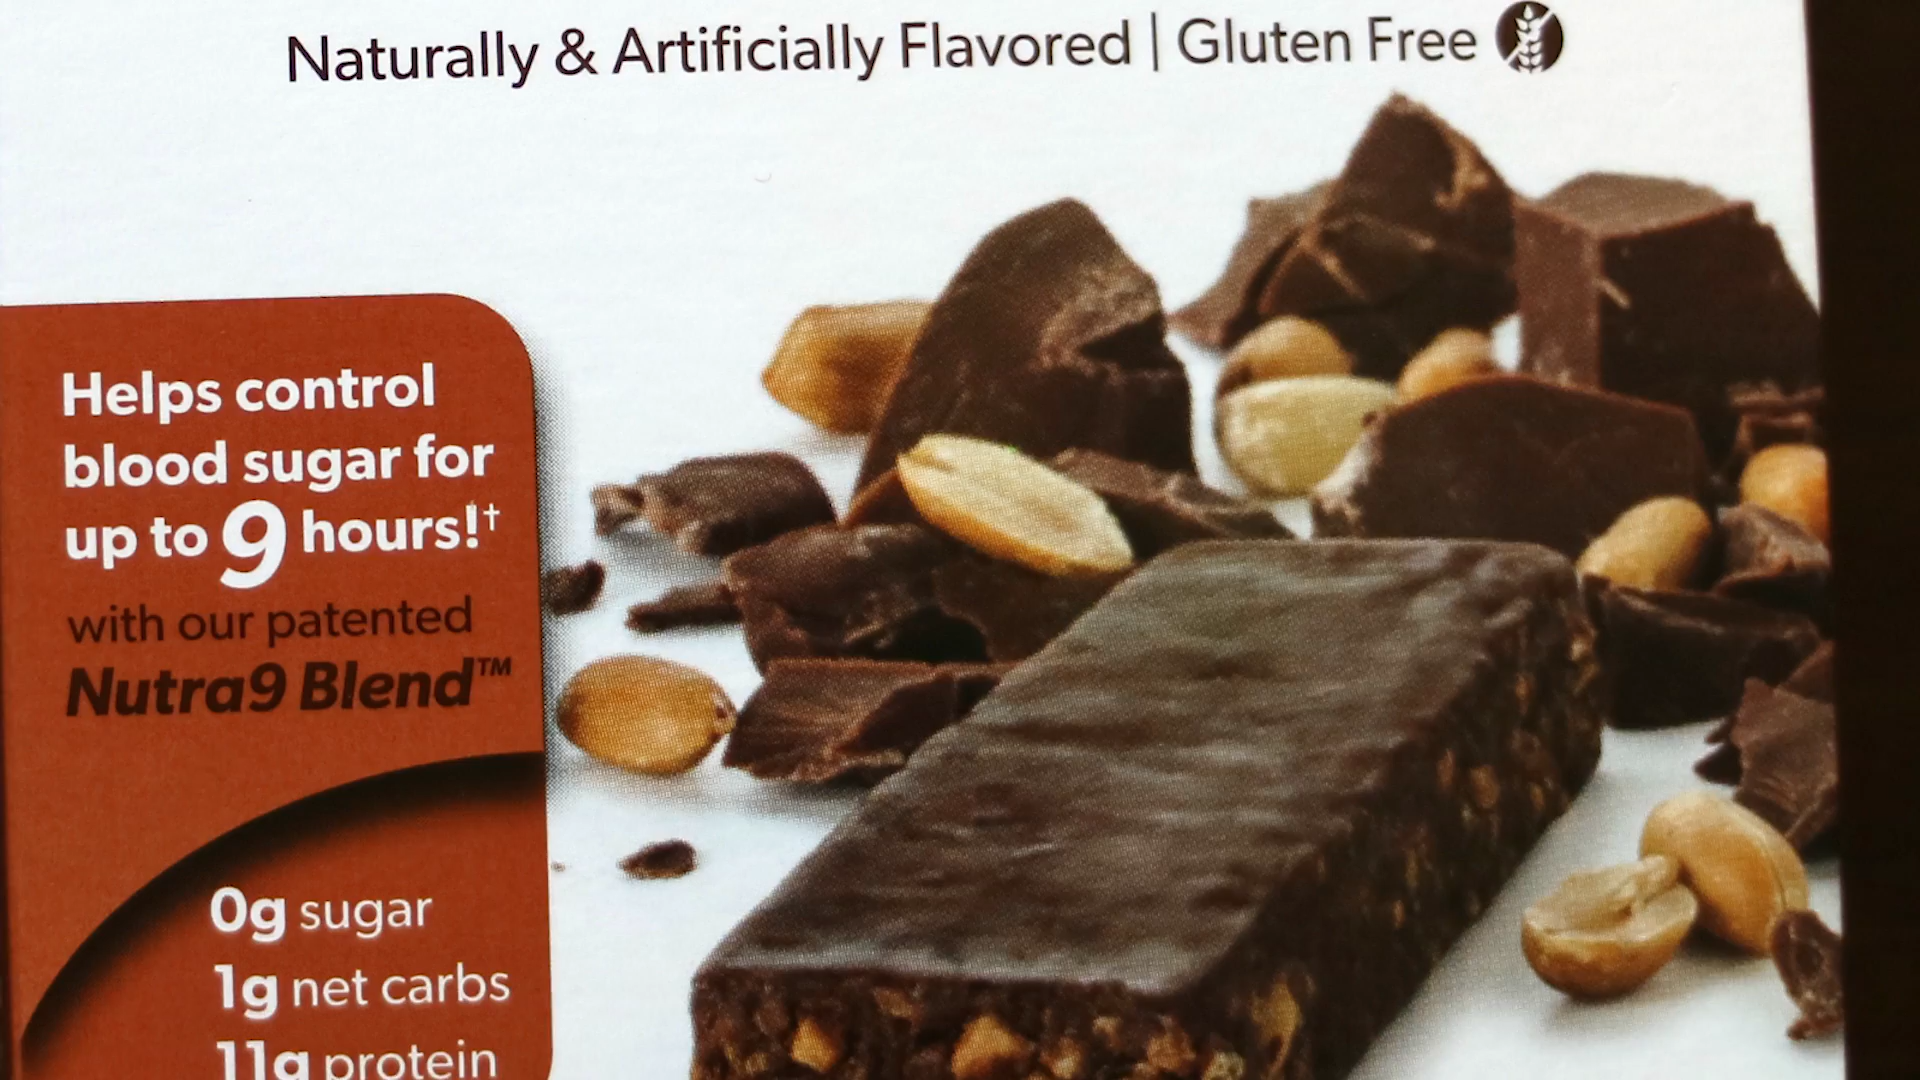 Naturally & Artificially Flavored | Gluten Free
Helps control
blood sugar for
up to 9 hours!†
with our patented
Nutra9 Blend™
0g sugar
1g net carbs
11g protein